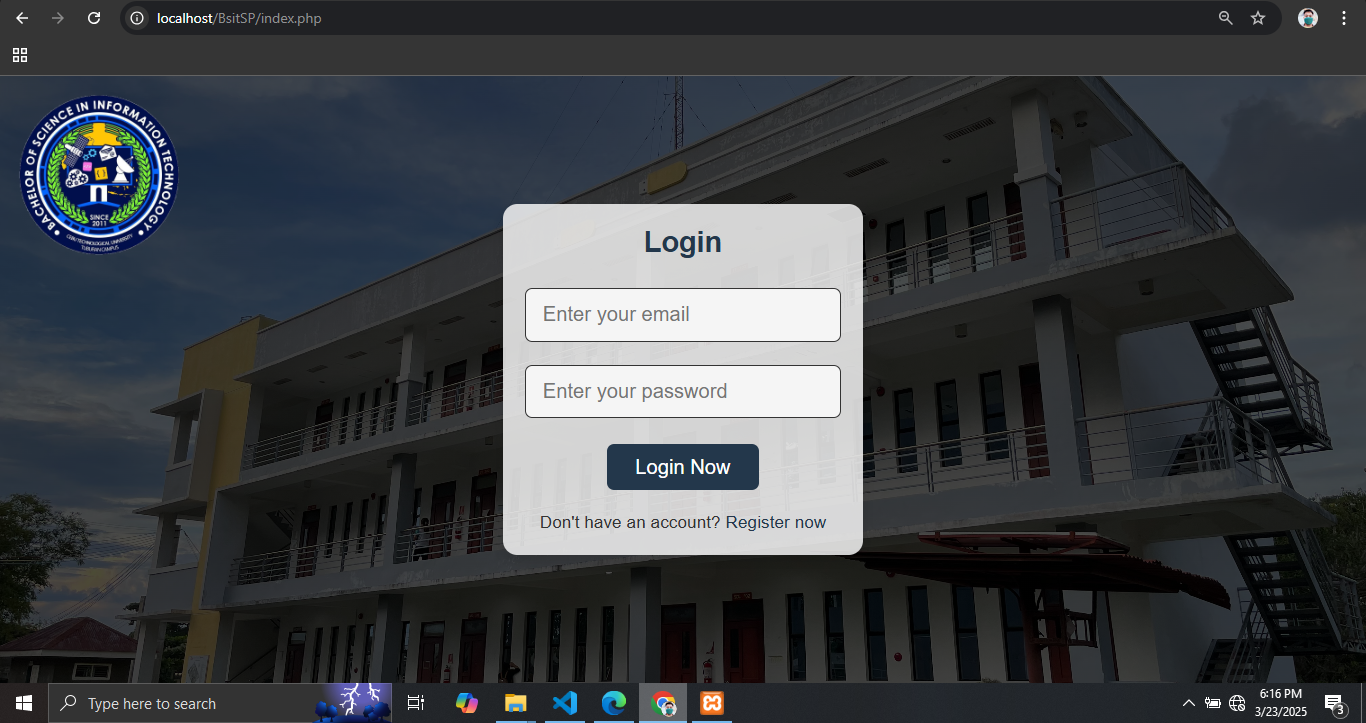 localhost/BsitSP/index.php
BACHELOR OF SCIENCE IN INFORMATION TECHNOLOGY
SINCE
2011
CEBU TECHNOLOGICAL UNIVERSITY
TUBURAN CAMPUS
Login
Enter your email
Enter your password
Login Now
Don't have an account? Register now
Type here to search
6:16 PM
3/23/2025
3